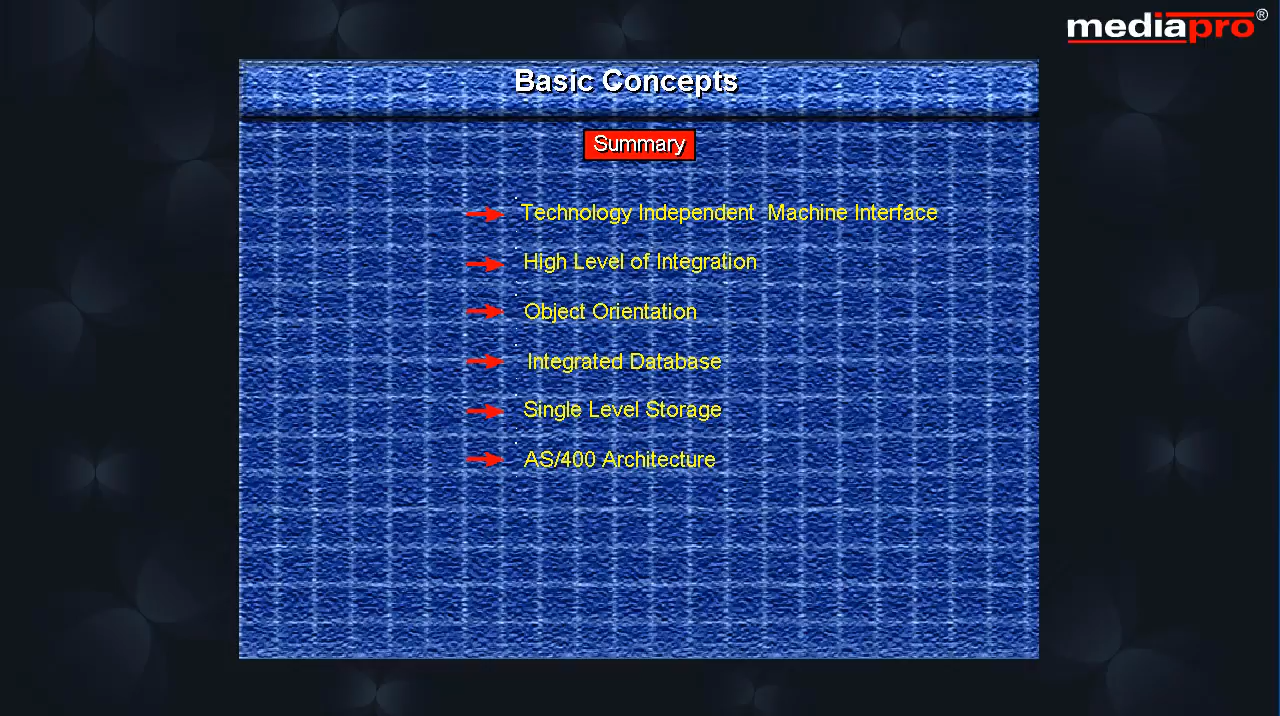 mediapro®
Basic Concepts
Summary
Technology Independent Machine Interface
High Level of Integration
Object Orientation
Integrated Database
Single Level Storage
AS/400 Architecture